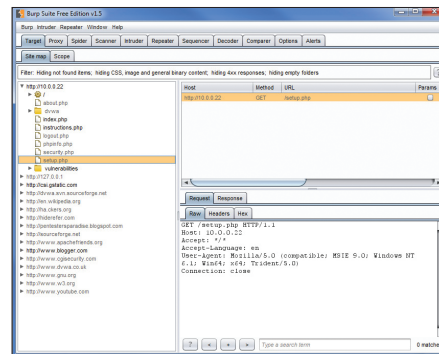 Burp Suite Free Edition v1.5
Burp Intruder Repeater Window Help
Target Proxy Spider Scanner Intruder Repeater Sequencer Decoder Comparer Options Alerts
Site map Scope
Filter: Hiding not found items; hiding CSS, image and general binary content; hiding 4xx responses; hiding empty folders
http://10.0.0.22
/
about.php
dvwa
index.php
instructions.php
logout.php
phpinfo.php
security.php
setup.php
vulnerabilities
http://127.0.0.1
http://csi.gstatic.com
http://dvwa.svn.sourceforge.net
http://en.wikipedia.org
http://ha.ckers.org
http://hiderefer.com
http://pentestersparadise.blogspot.com
http://sourceforge.net
http://www.apachefriends.org
http://www.blogger.com
http://www.cgisecurity.com
http://www.dvwa.co.uk
http://www.gnu.org
http://www.w3.org
http://www.youtube.com
Host Method URL Params
http://10.0.0.22 GET /setup.php
Request Response
Raw Headers Hex
GET /setup.php HTTP/1.1
Host: 10.0.0.22
Accept: */*
Accept-Language: en
User-Agent: Mozilla/5.0 (compatible; MSIE 9.0; Windows NT
6.1; Win64; x64; Trident/5.0)
Connection: close
? < + > Type a search term 0 matches